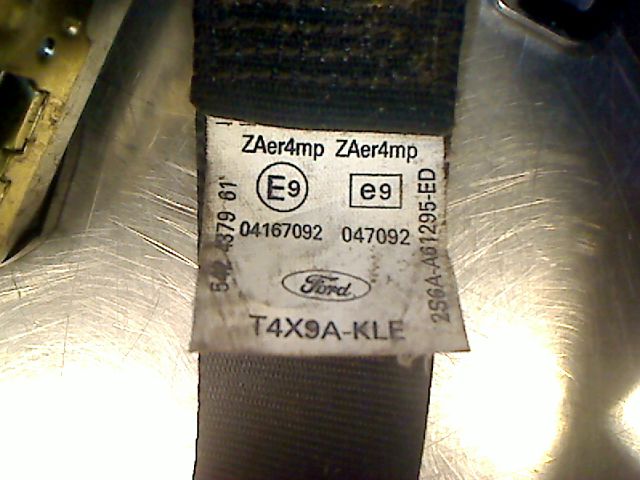 ZAer4mp ZAer4mp
E9 e9
04167092 047092
Ford
T4X9A-KLE
2S6A-A61295-ED